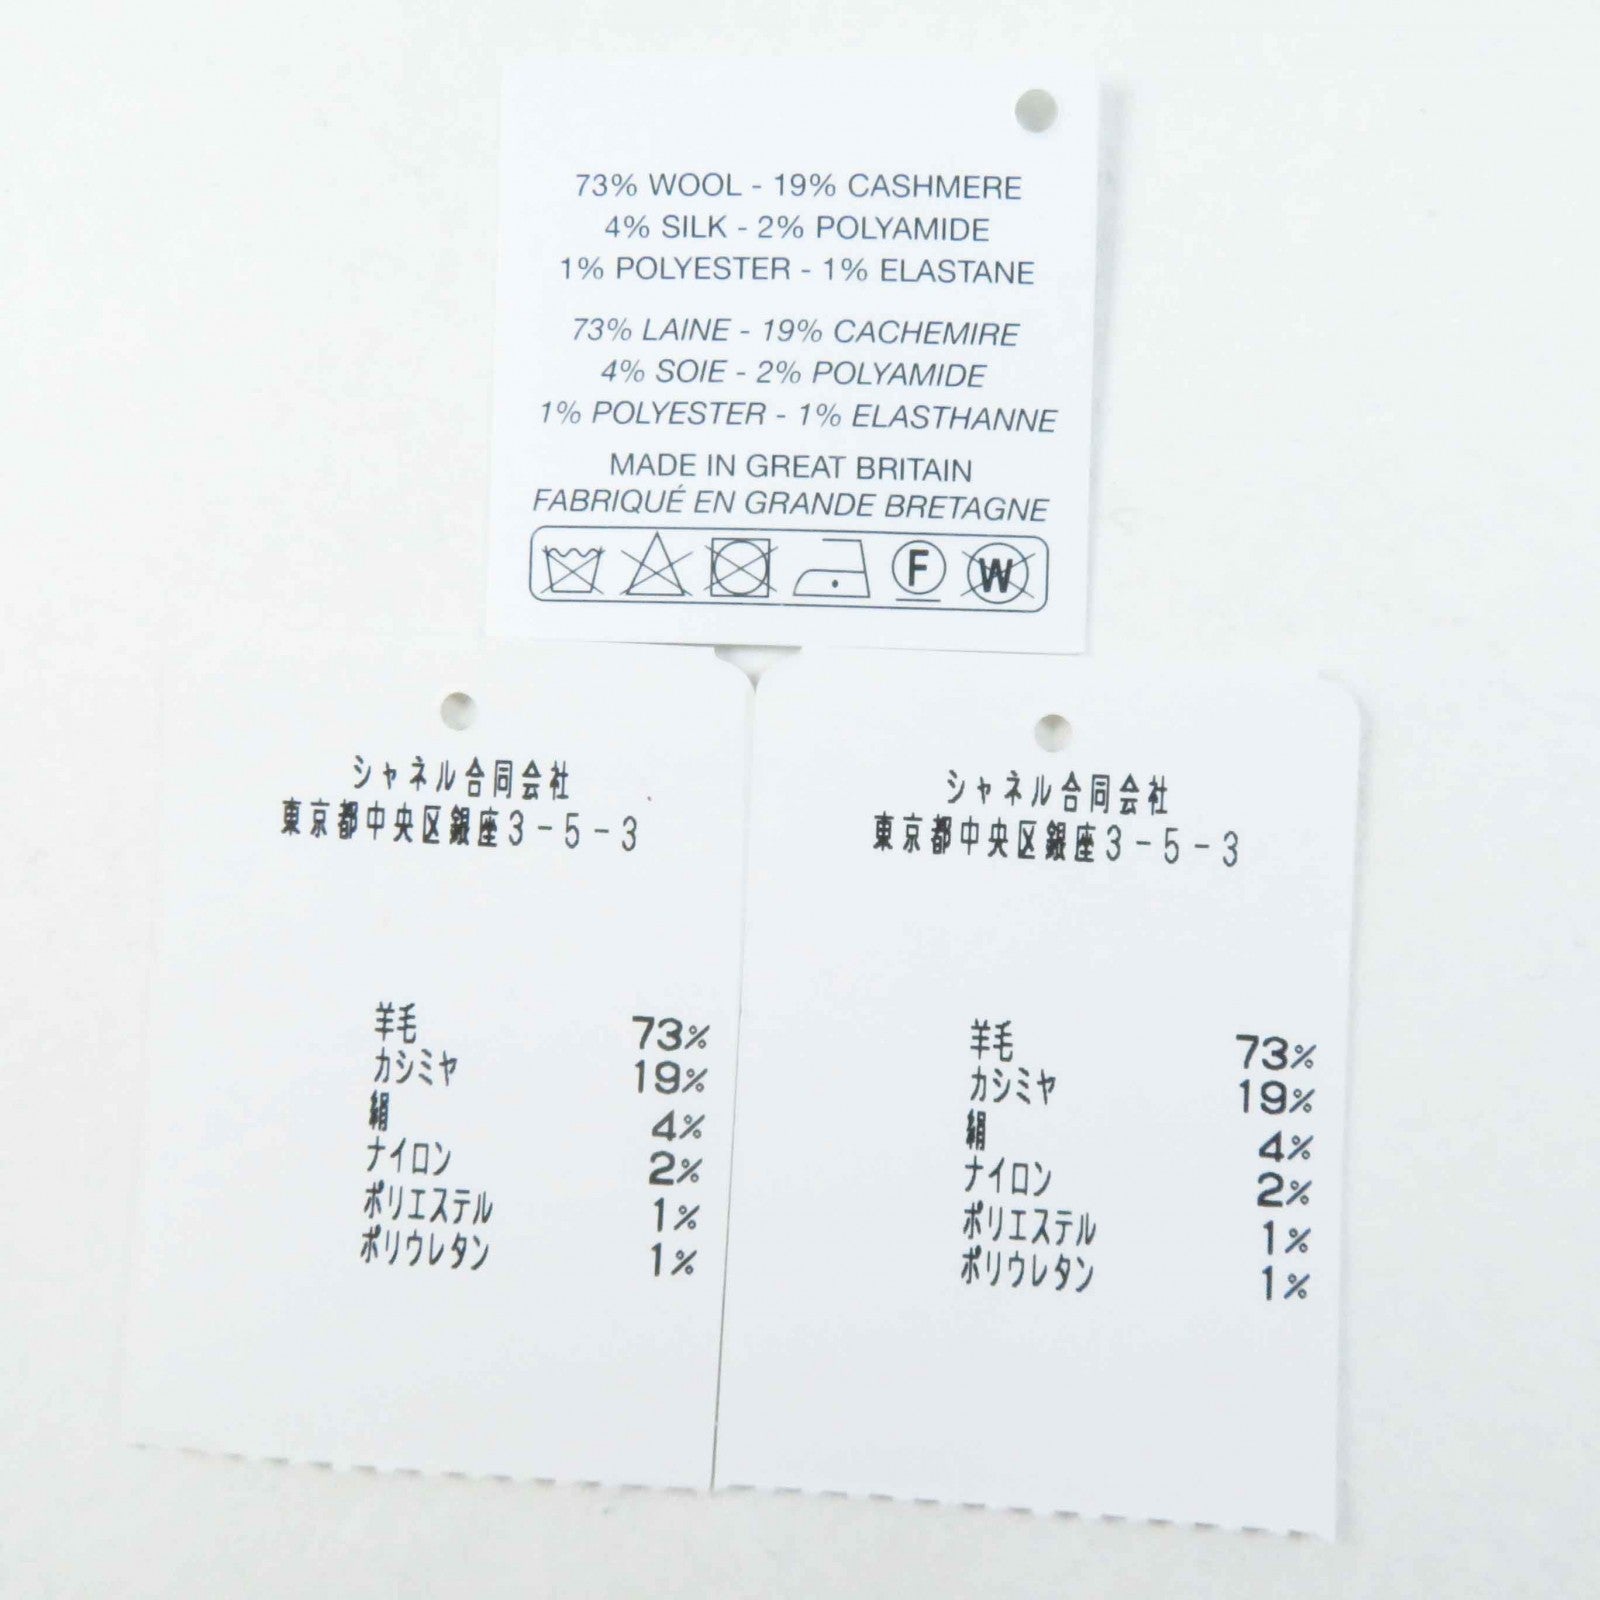 73% WOOL - 19% CASHMERE
4% SILK - 2% POLYAMIDE
1% POLYESTER - 1% ELASTANE
73% LAINE - 19% CACHEMIRE
4% SOIE - 2% POLYAMIDE
1% POLYESTER - 1% ELASTHANNE
MADE IN GREAT BRITAIN
FABRIQUÉ EN GRANDE BRETAGNE
F W
シャネル合同会社
東京都中央区銀座3-5-3
羊毛 73%
カシミヤ 19%
絹 4%
ナイロン 2%
ポリエステル 1%
ポリウレタン 1%
シャネル合同会社
東京都中央区銀座3-5-3
羊毛 73%
カシミヤ 19%
絹 4%
ナイロン 2%
ポリエステル 1%
ポリウレタン 1%